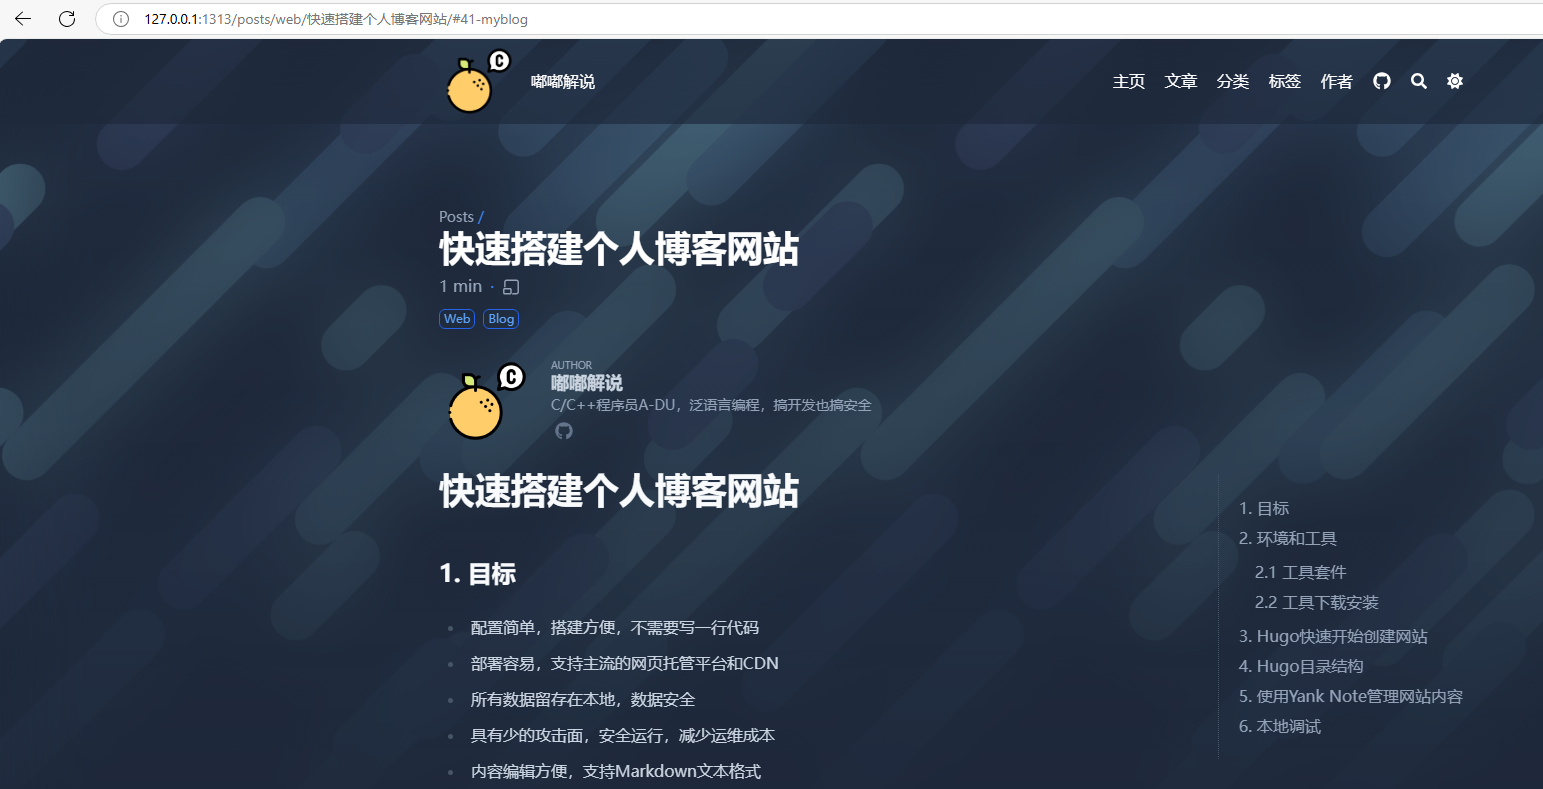 127.0.0.1:1313/posts/web/快速搭建个人博客网站/#41-myblog
C
嘟嘟解说
主页 文章 分类 标签 作者
Posts /
快速搭建个人博客网站
1 min ·
Web Blog
C
AUTHOR
嘟嘟解说
C/C++程序员A-DU，泛语言编程，搞开发也搞安全
快速搭建个人博客网站
1. 目标
配置简单，搭建方便，不需要写一行代码
部署容易，支持主流的网页托管平台和CDN
所有数据留存在本地，数据安全
具有少的攻击面，安全运行，减少运维成本
内容编辑方便，支持Markdown文本格式
1. 目标
2. 环境和工具
2.1 工具套件
2.2 工具下载安装
3. Hugo快速开始创建网站
4. Hugo目录结构
5. 使用Yank Note管理网站内容
6. 本地调试